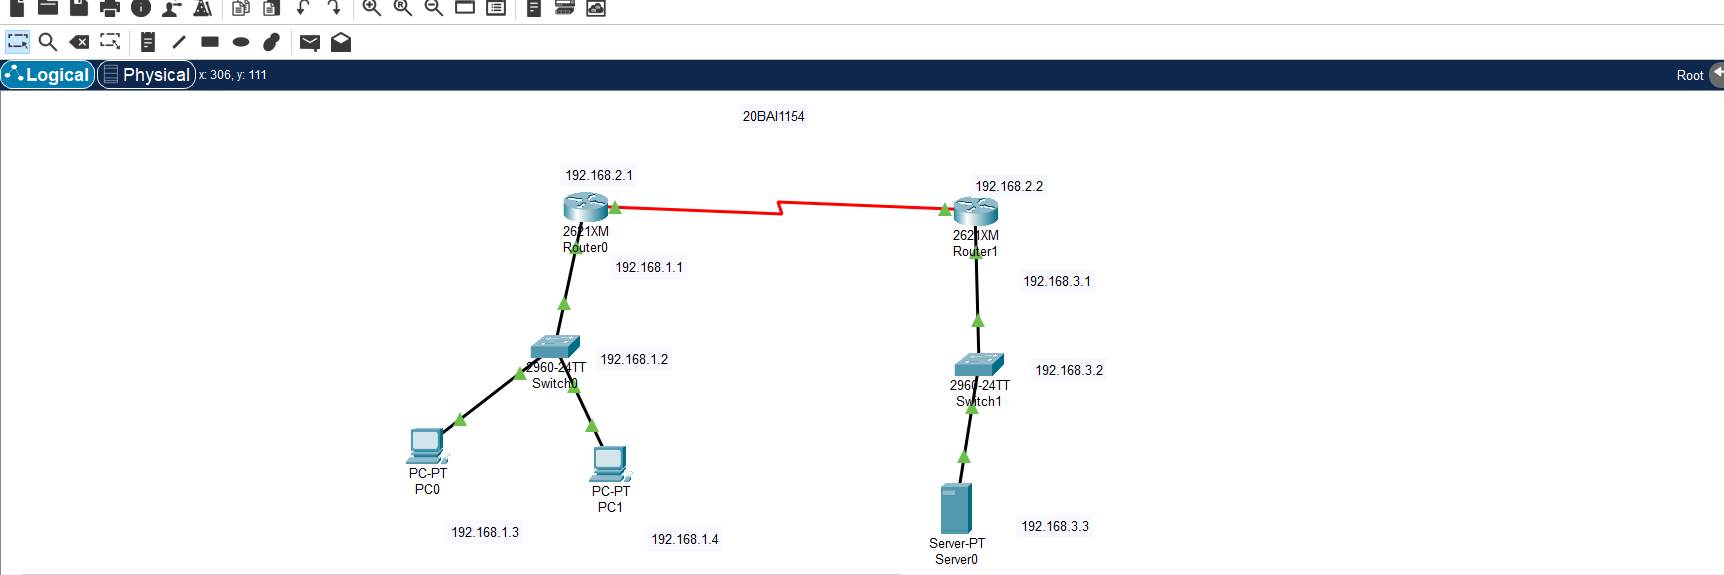 Logical
Physical
x: 306, y: 111
Root
20BAI1154
192.168.2.1
192.168.2.2
2621XM
Router0
2621XM
Router1
192.168.1.1
192.168.3.1
192.168.1.2
2960-24TT
Switch0
192.168.3.2
2960-24TT
Switch1
PC-PT
PC0
PC-PT
PC1
192.168.1.3
192.168.1.4
192.168.3.3
Server-PT
Server0